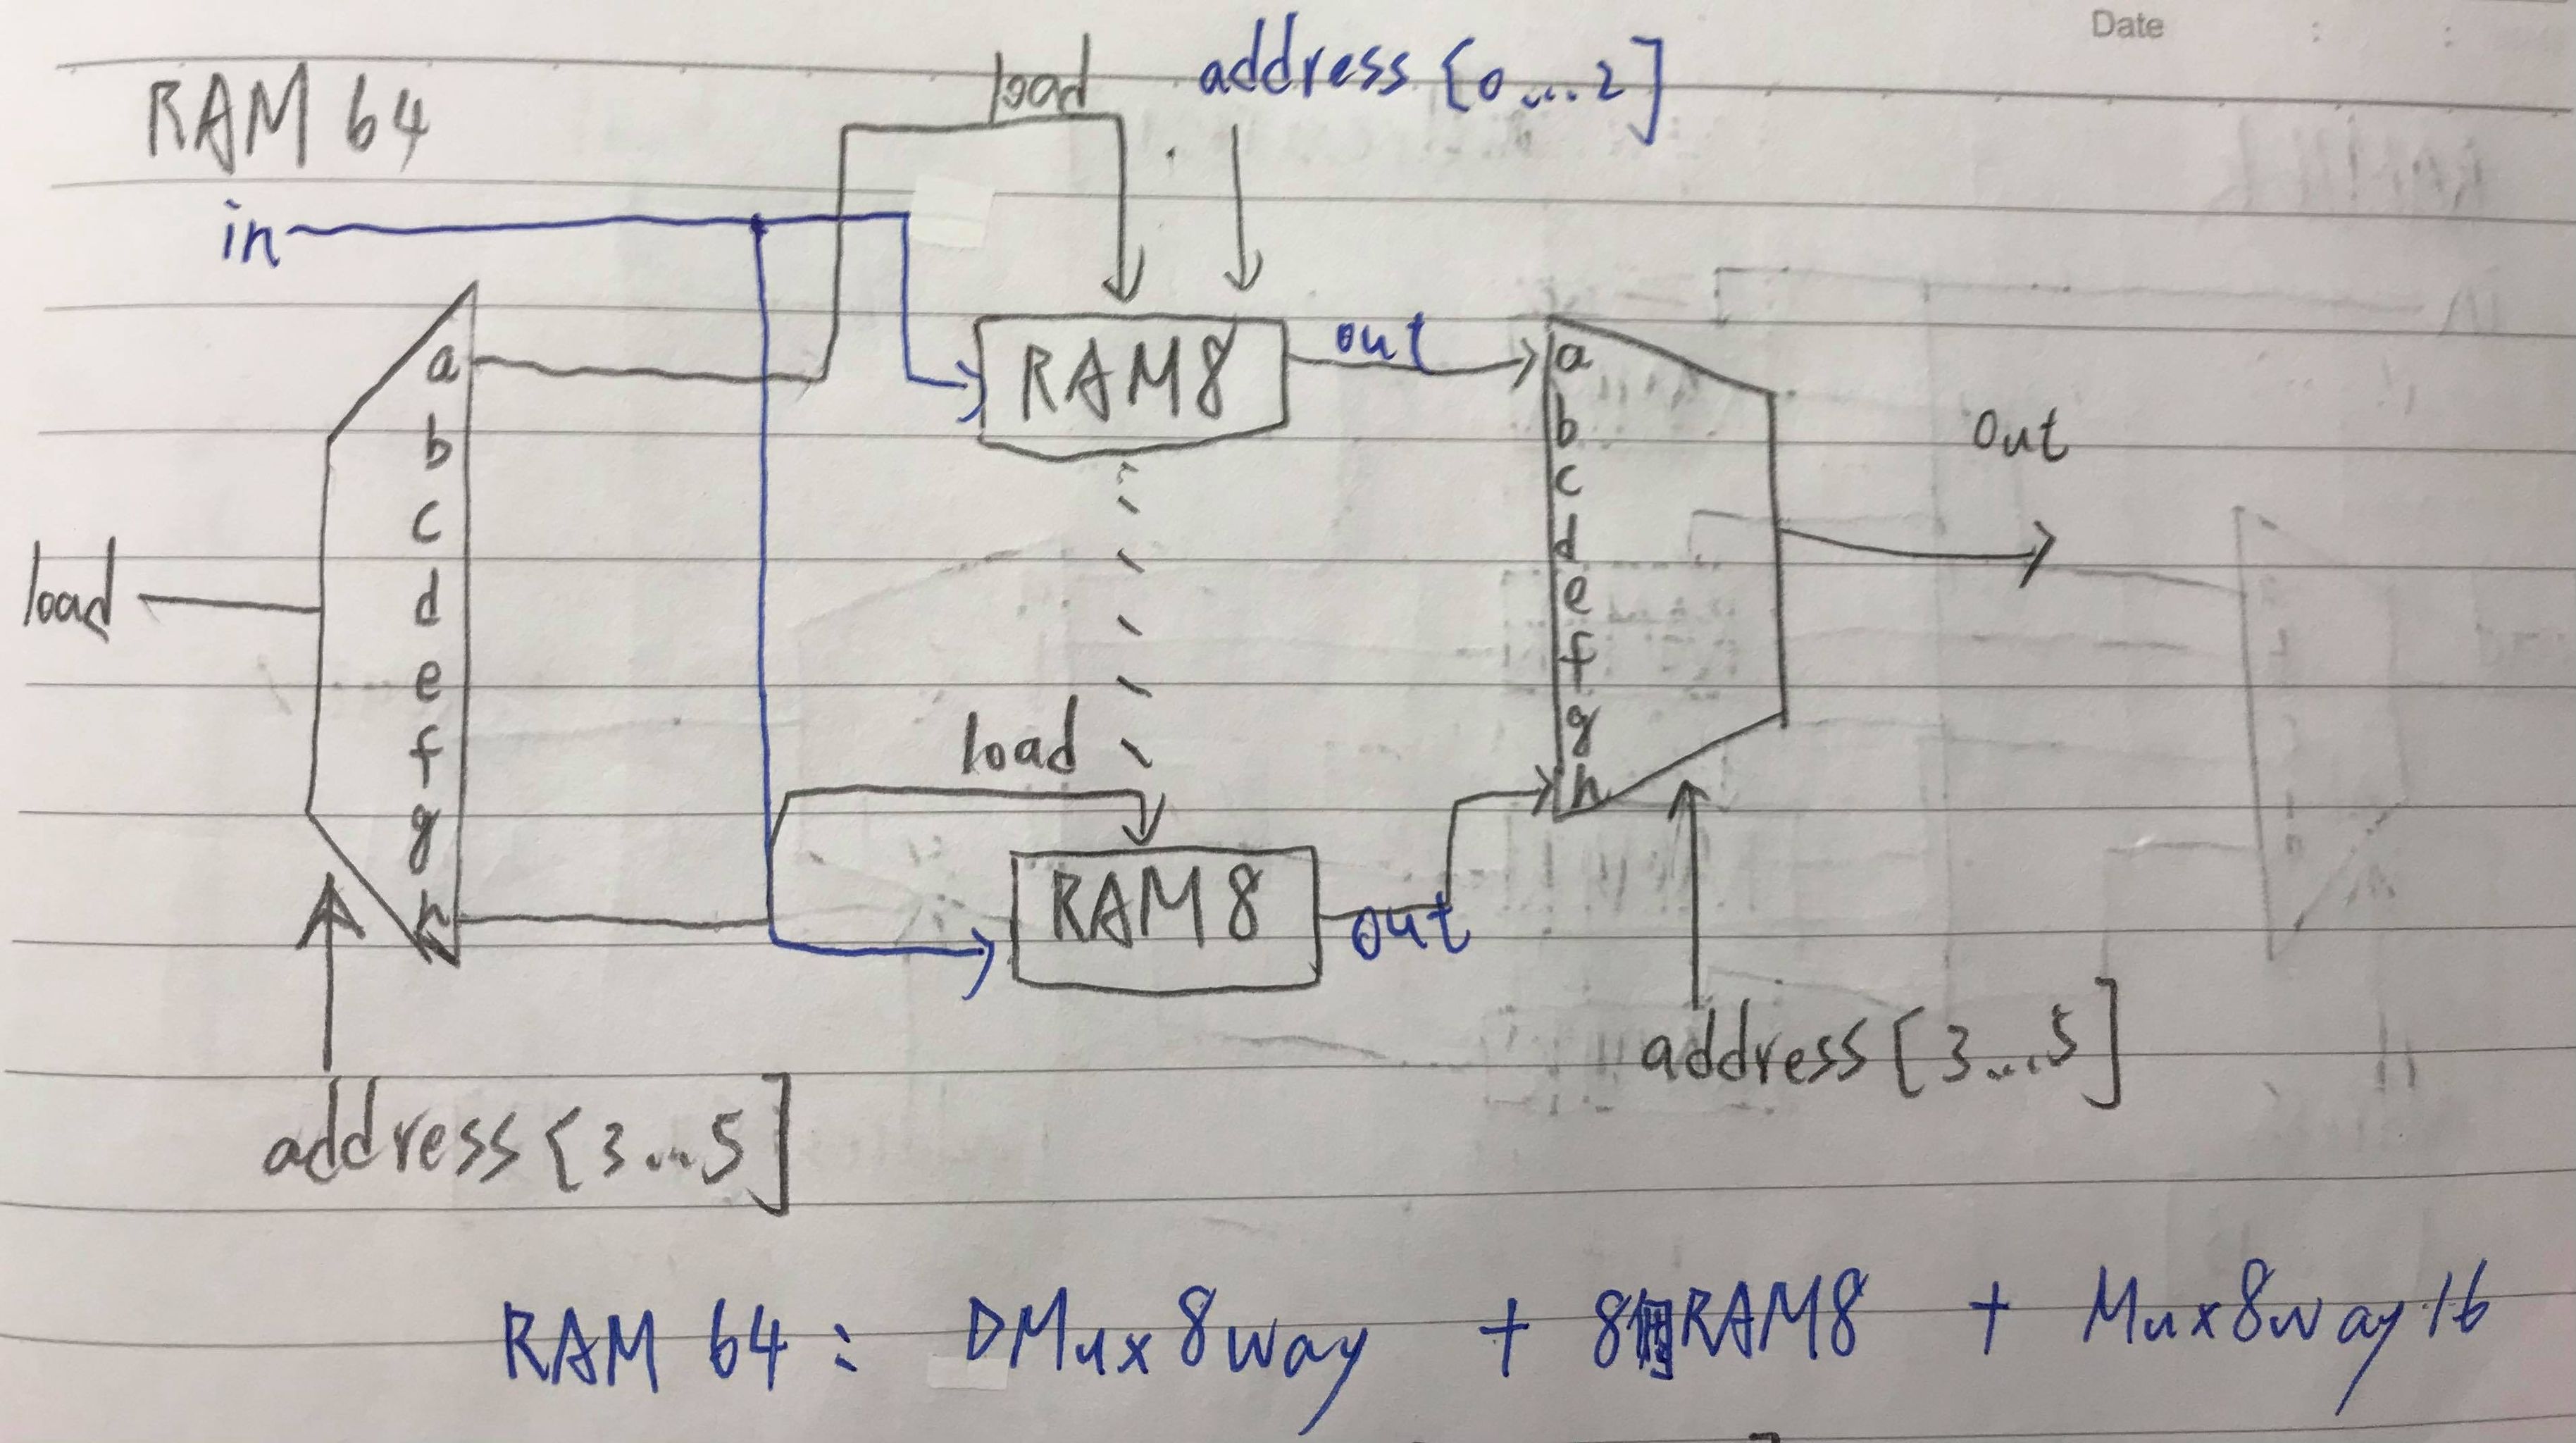 Date : :
load address [0...2]
RAM 64
in
a RAM8 out a
b b out
c c
d d
load
e e
f f
load g
g h
h RAM8 out
address [3...5]
address [3...5]
RAM 64 : DMux8way + 8個RAM8 + Mux8way16